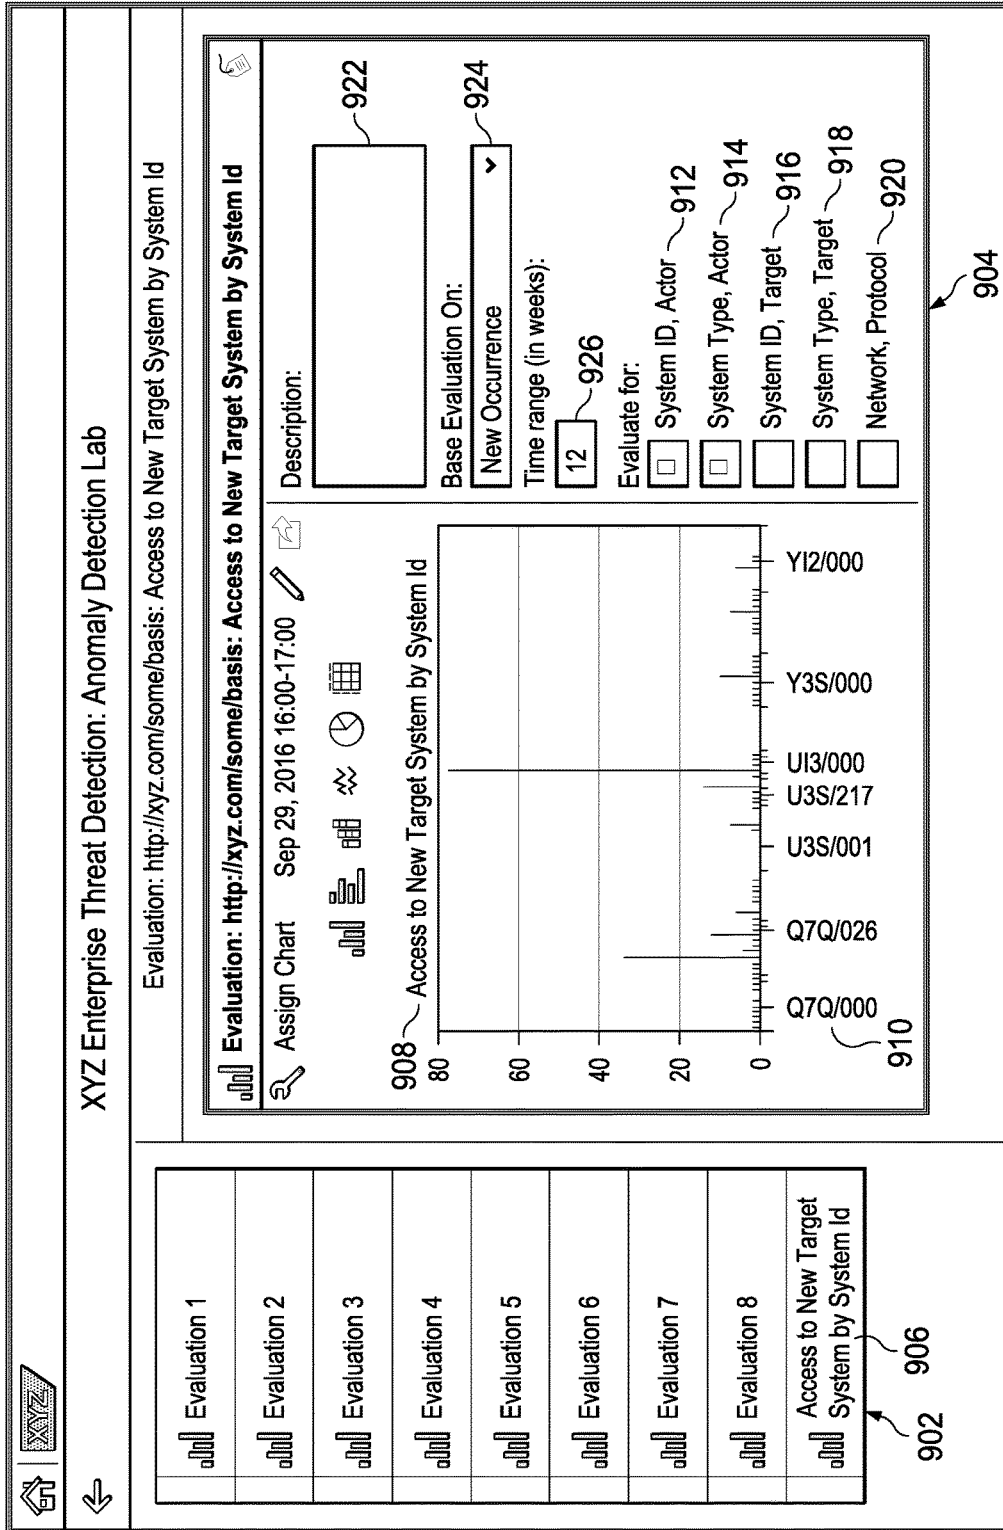 XYZ
XYZ Enterprise Threat Detection: Anomaly Detection Lab
Evaluation 1
Evaluation 2
Evaluation 3
Evaluation 4
Evaluation 5
Evaluation 6
Evaluation 7
Evaluation 8
Access to New Target
System by System Id
906
902
Evaluation: http://xyz.com/some/basis: Access to New Target System by System Id
Evaluation: http://xyz.com/some/basis: Access to New Target System by System Id
Assign Chart
Sep 29, 2016 16:00-17:00
908
Access to New Target System by System Id
80
60
40
20
0
Q7Q/000
Q7Q/026
U3S/001
U3S/217
UI3/000
Y3S/000
YI2/000
910
Description:
922
Base Evaluation On:
New Occurrence
924
Time range (in weeks):
12
926
Evaluate for:
System ID, Actor
912
System Type, Actor
914
System ID, Target
916
System Type, Target
918
Network, Protocol
920
904